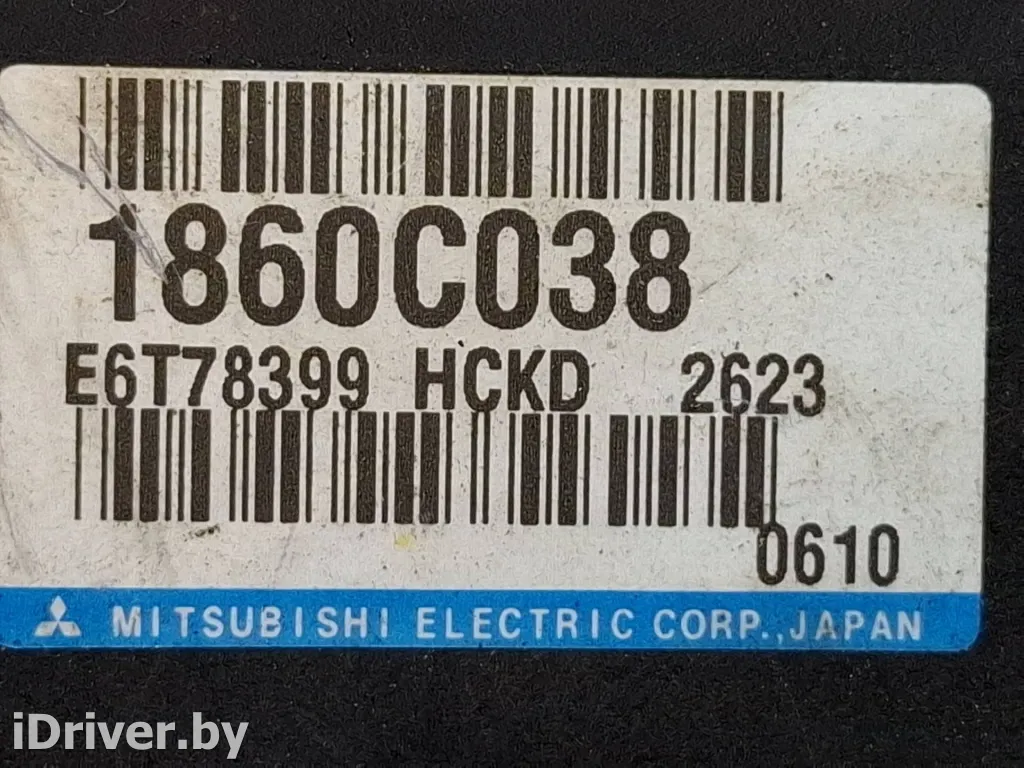 1860C038
E6T78399 HCKD 2623
0610
MITSUBISHI ELECTRIC CORP., JAPAN
iDriver.by